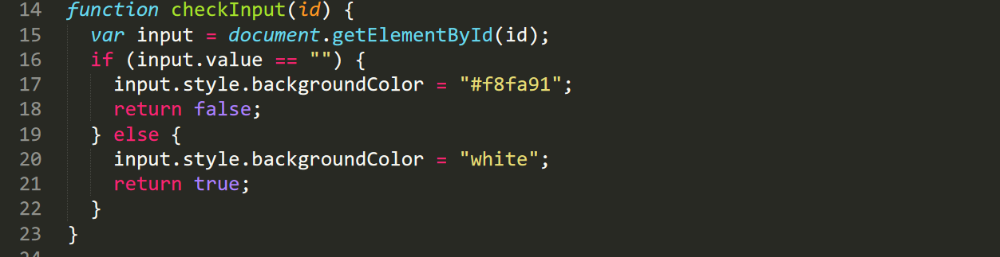 14 function checkInput(id) {
15 var input = document.getElementById(id);
16 if (input.value == "") {
17 input.style.backgroundColor = "#f8fa91";
18 return false;
19 } else {
20 input.style.backgroundColor = "white";
21 return true;
22 }
23 }
24